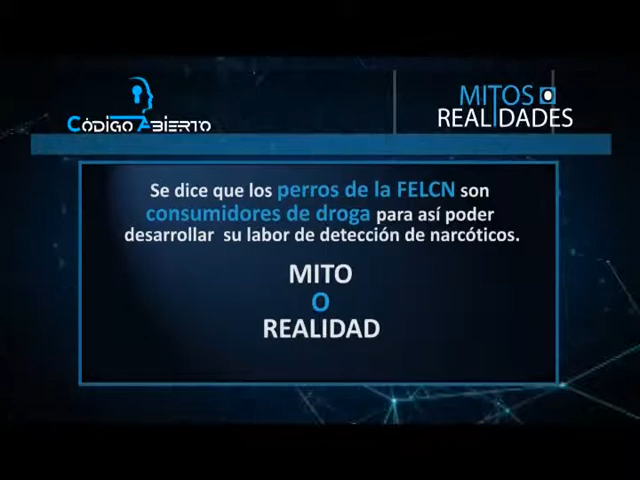 CÓDIGO ABIERTO
MITOS O
REALIDADES
Se dice que los perros de la FELCN son
consumidores de droga para así poder
desarrollar su labor de detección de narcóticos.
MITO
O
REALIDAD